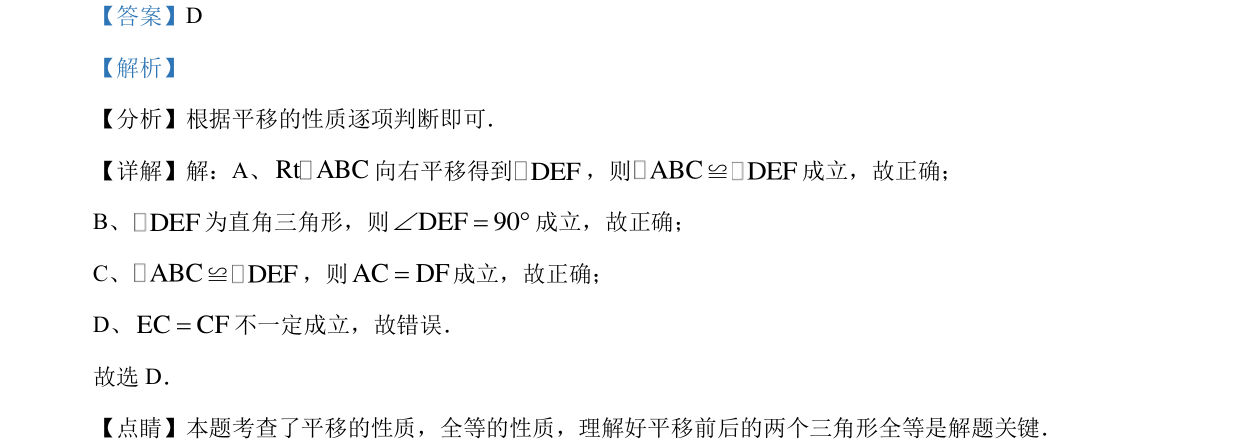 【答案】D
【解析】
【分析】根据平移的性质逐项判断即可．
【详解】解：A、Rt□ABC 向右平移得到□DEF，则□ABC≌□DEF成立，故正确；
B、□DEF为直角三角形，则∠DEF＝90°成立，故正确；
C、□ABC≌□DEF，则AC＝DF成立，故正确；
D、EC＝CF不一定成立，故错误．
故选 D．
【点睛】本题考查了平移的性质，全等的性质，理解好平移前后的两个三角形全等是解题关键．